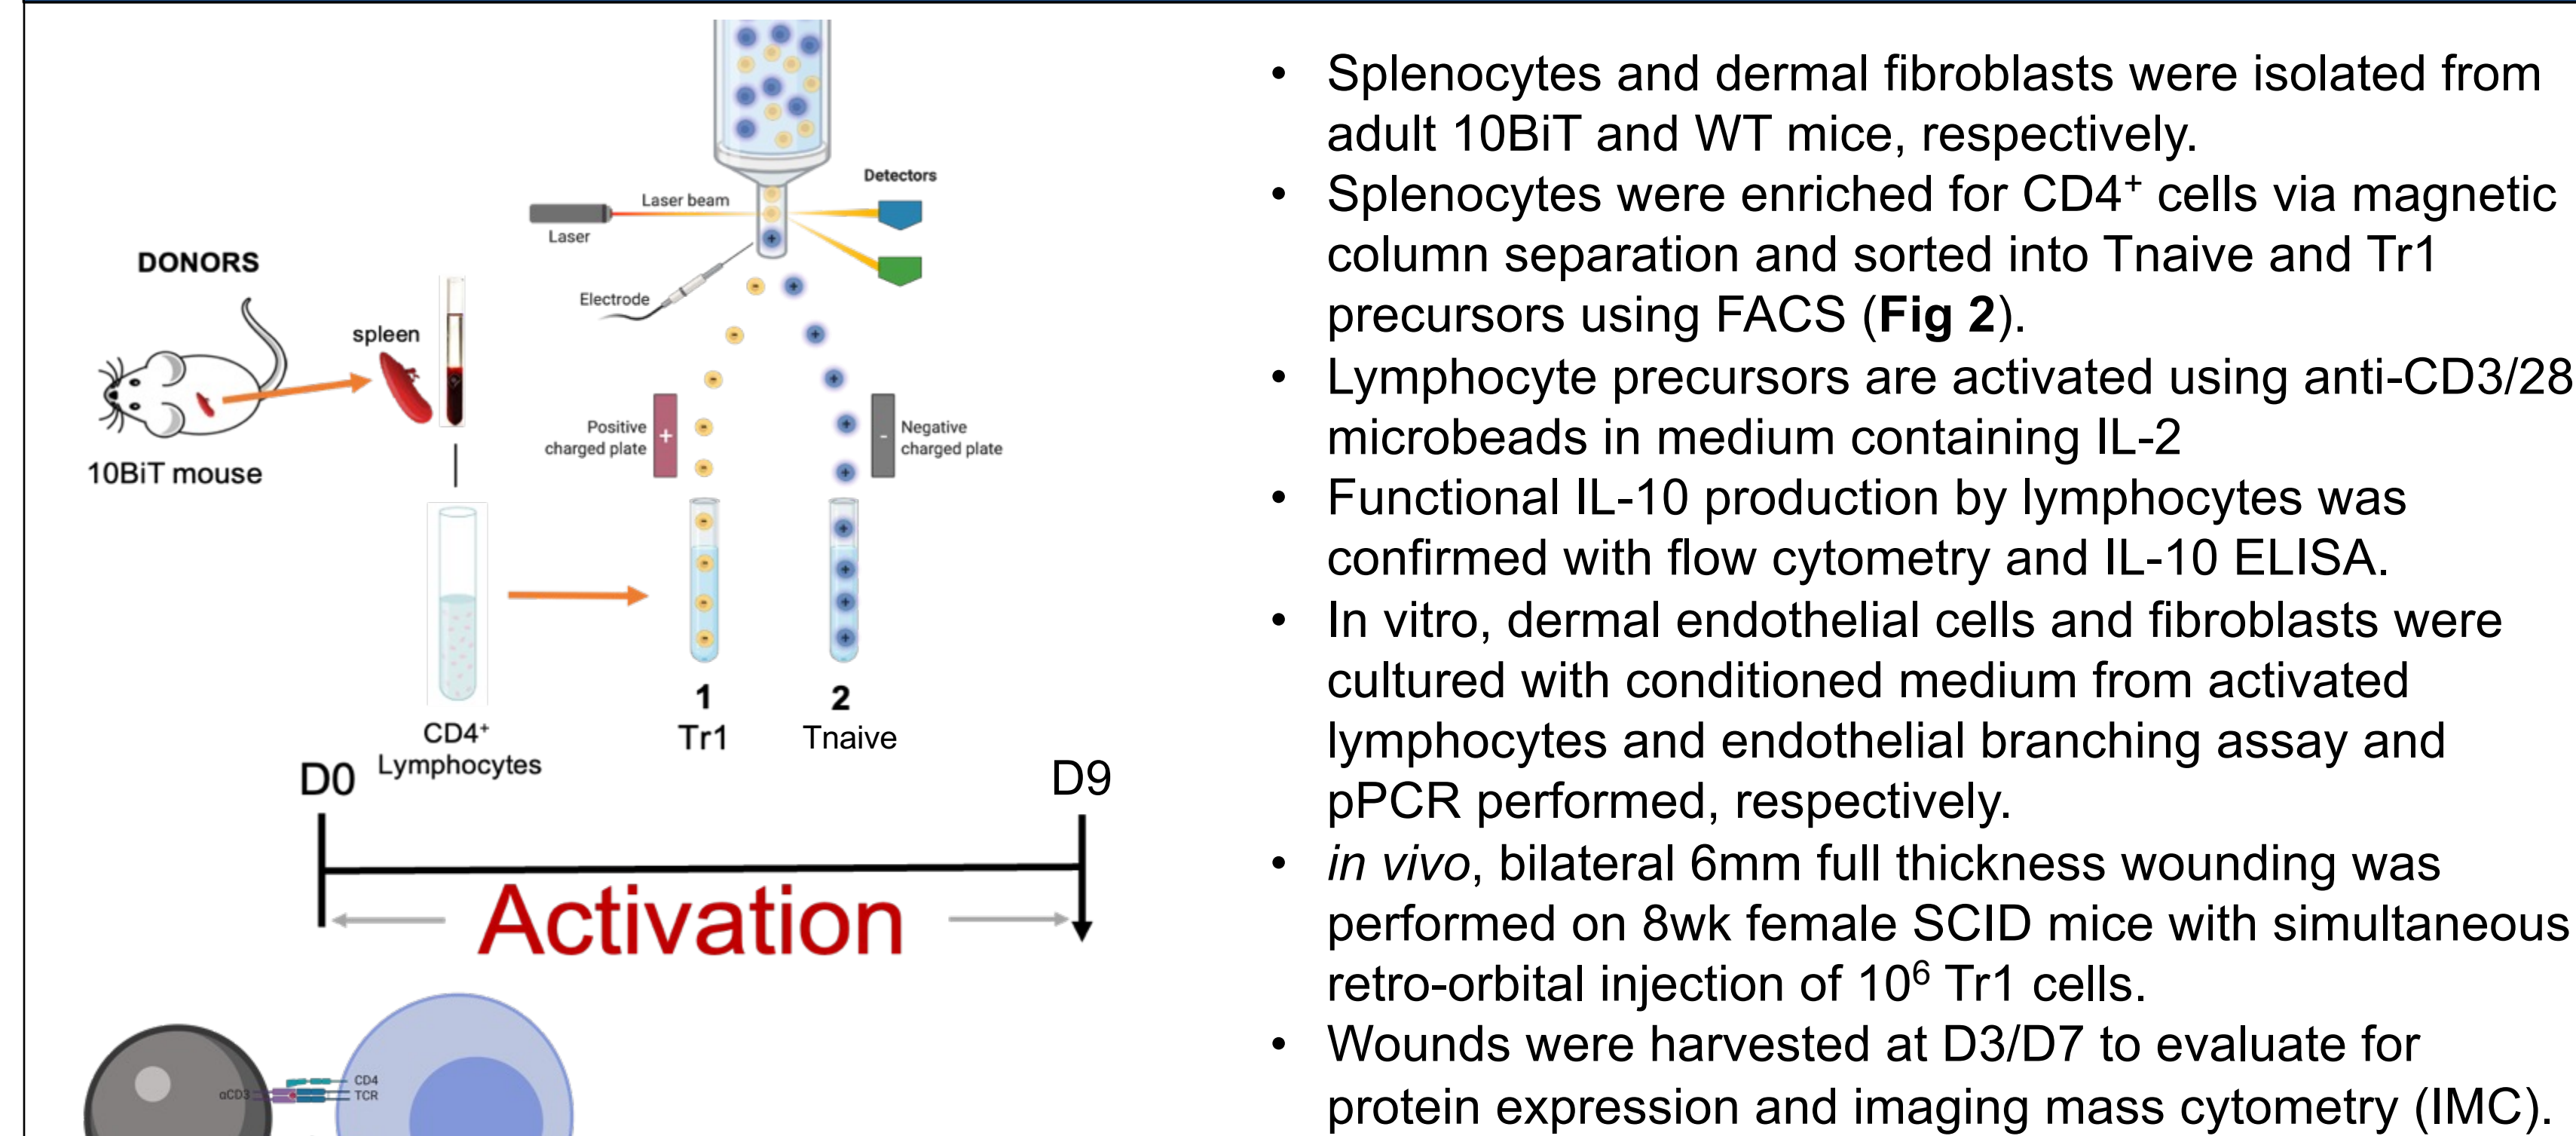 Detectors
Laser beam
Laser
DONORS
Electrode
spleen
Positive
charged plate
+
-
Negative
charged plate
10BiT mouse
1
2
Tr1
Tnaive
CD4⁺
Lymphocytes
D0
D9
Activation
CD4
αCD3
TCR
• Splenocytes and dermal fibroblasts were isolated from
adult 10BiT and WT mice, respectively.
• Splenocytes were enriched for CD4⁺ cells via magnetic
column separation and sorted into Tnaive and Tr1
precursors using FACS (Fig 2).
• Lymphocyte precursors are activated using anti-CD3/28
microbeads in medium containing IL-2
• Functional IL-10 production by lymphocytes was
confirmed with flow cytometry and IL-10 ELISA.
• In vitro, dermal endothelial cells and fibroblasts were
cultured with conditioned medium from activated
lymphocytes and endothelial branching assay and
pPCR performed, respectively.
• in vivo, bilateral 6mm full thickness wounding was
performed on 8wk female SCID mice with simultaneous
retro-orbital injection of 10⁶ Tr1 cells.
• Wounds were harvested at D3/D7 to evaluate for
protein expression and imaging mass cytometry (IMC).